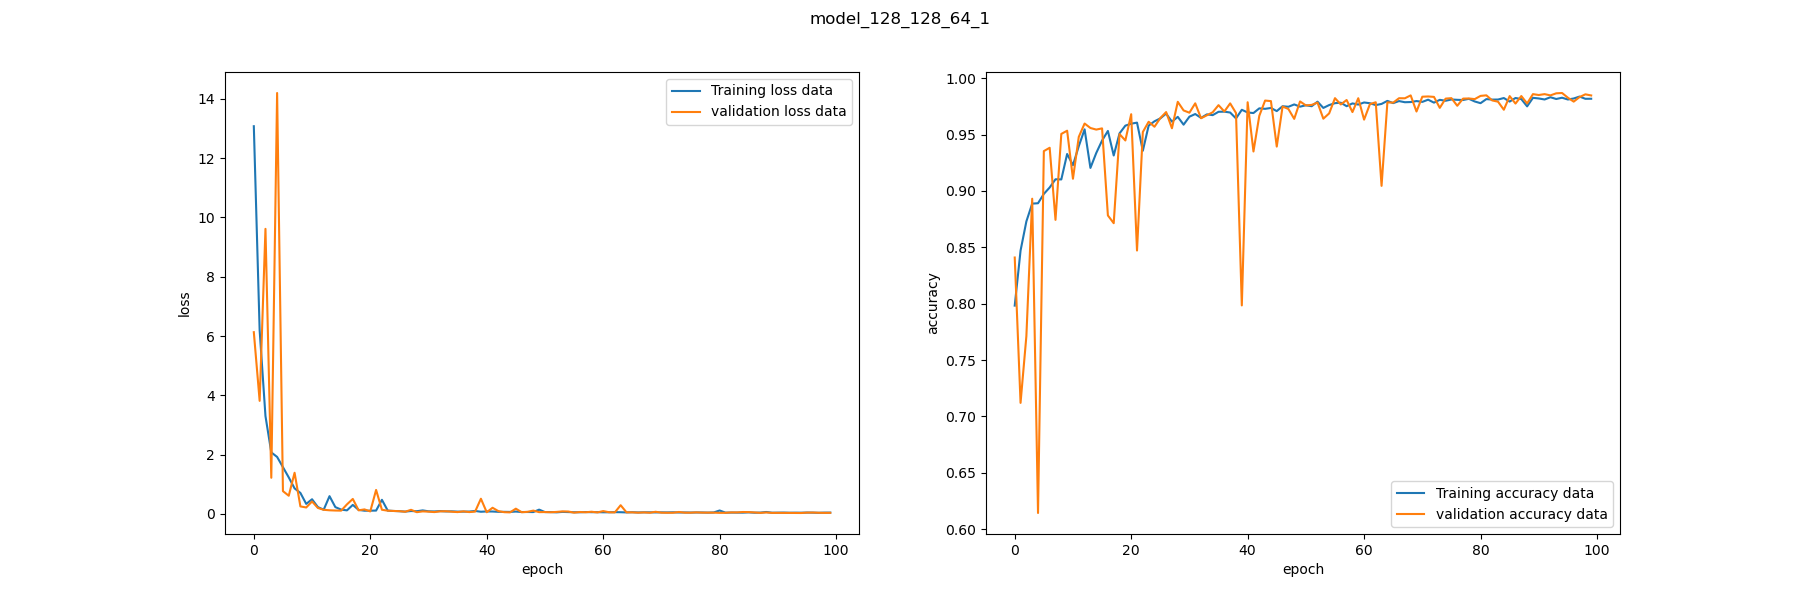 model_128_128_64_1
Training loss data
validation loss data
14
12
10
8
6
4
2
0
loss
0 20 40 60 80 100
epoch
1.00
0.95
0.90
0.85
0.80
0.75
0.70
0.65
0.60
accuracy
Training accuracy data
validation accuracy data
0 20 40 60 80 100
epoch